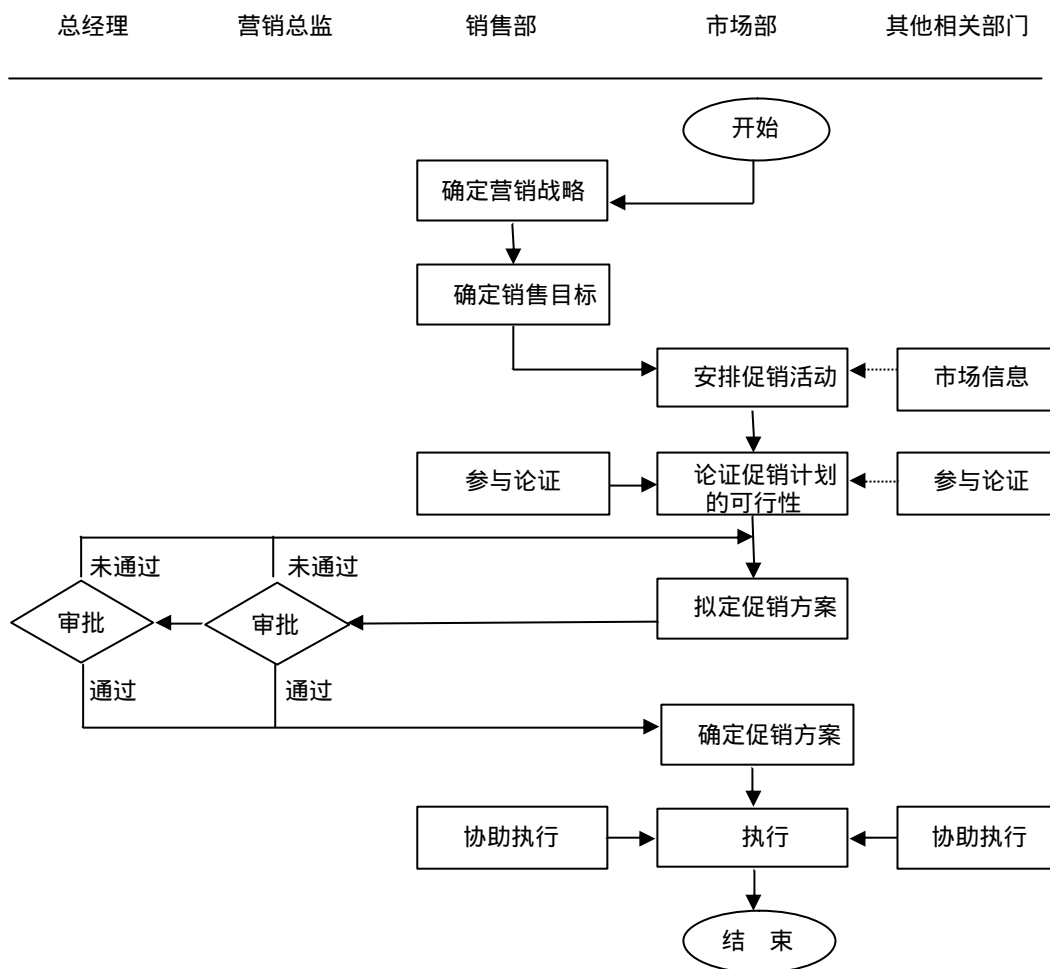 总经理 营销总监 销售部 市场部 其他相关部门
开始
确定营销战略
确定销售目标
安排促销活动 市场信息
参与论证 论证促销计划 参与论证
的可行性
未通过 未通过
审批 审批 拟定促销方案
通过 通过
确定促销方案
协助执行 执行 协助执行
结 束